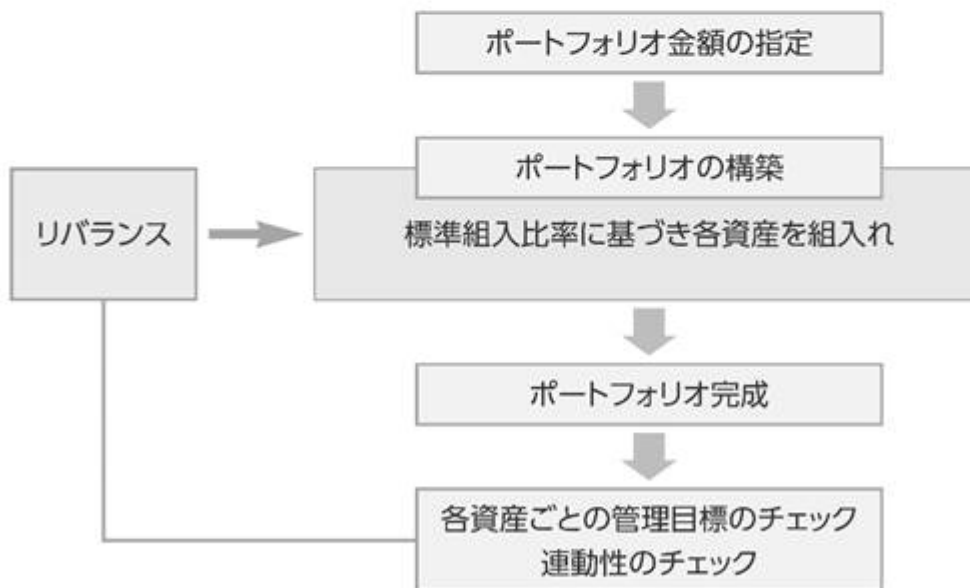 ポートフォリオ金額の指定
ポートフォリオの構築
リバランス
標準組入比率に基づき各資産を組入れ
ポートフォリオ完成
各資産ごとの管理目標のチェック
連動性のチェック